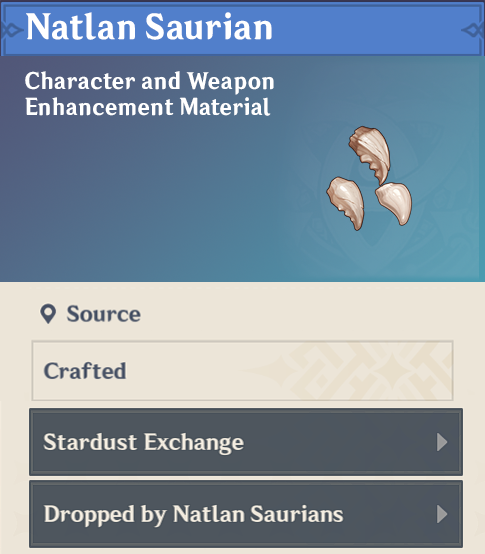 Natlan Saurian
Character and Weapon
Enhancement Material
Source
Crafted
Stardust Exchange
Dropped by Natlan Saurians